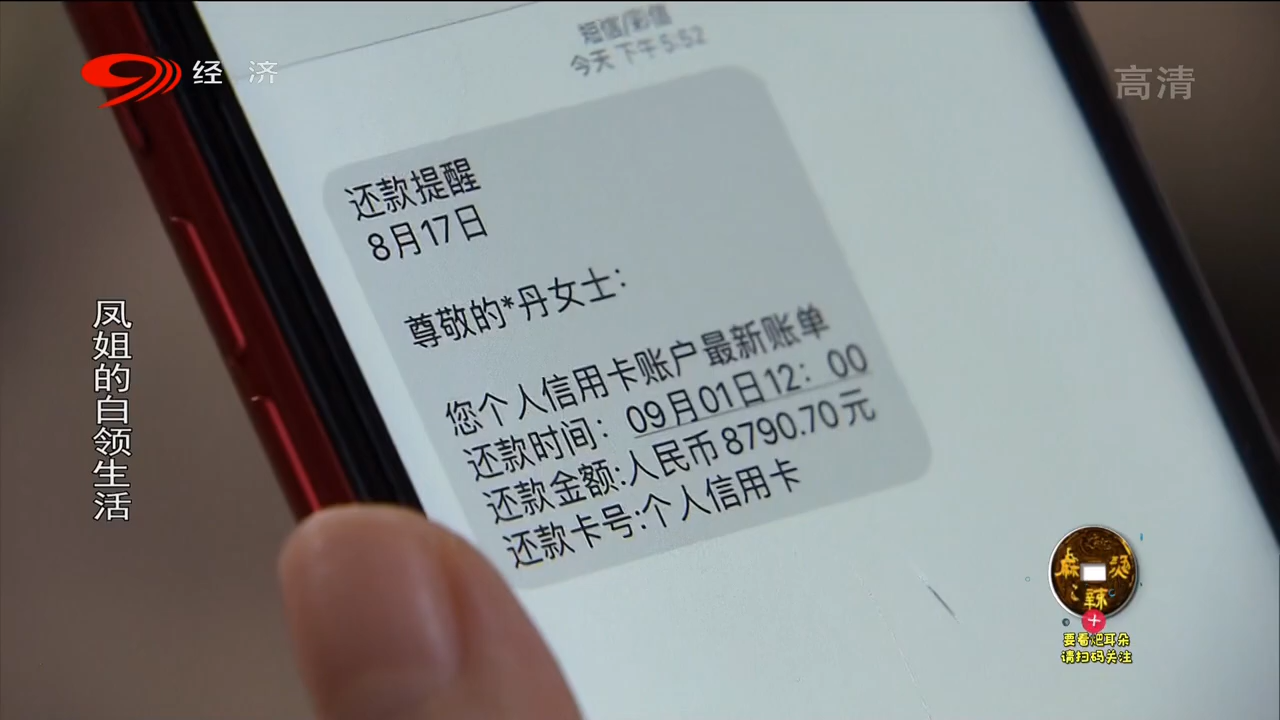 经 济
高清
短信/彩信
今天 下午5:52
还款提醒
8月17日
尊敬的*丹女士：
您个人信用卡账户最新账单
还款时间：09月01日12：00
还款金额:人民币8790.70元
还款卡号:个人信用卡
凤姐的白领生活
麻辣烫
要看𤆵耳朵
请扫码关注